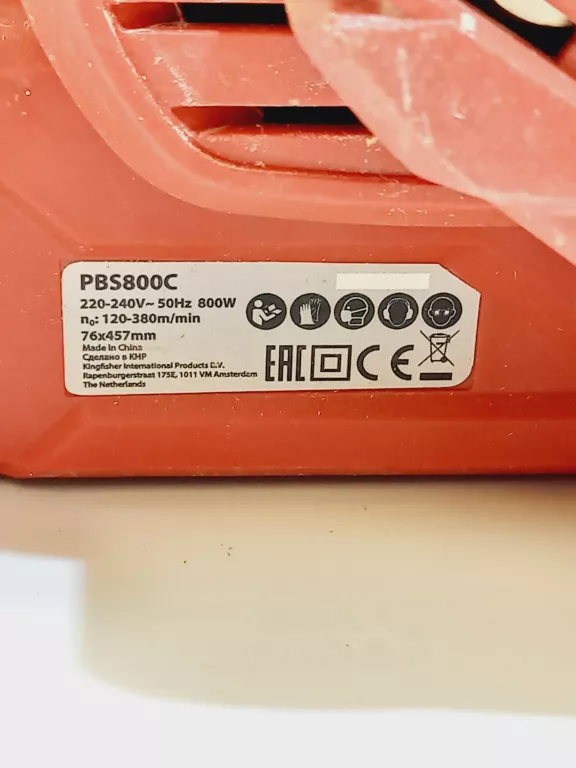 PBS800C
220-240V~ 50Hz 800W
n₀: 120-380m/min
76x457mm
Made in China
Сделано в КНР
Kingfisher International Products B.V.
Rapenburgerstraat 175E, 1011 VM Amsterdam
The Netherlands
EAC CE